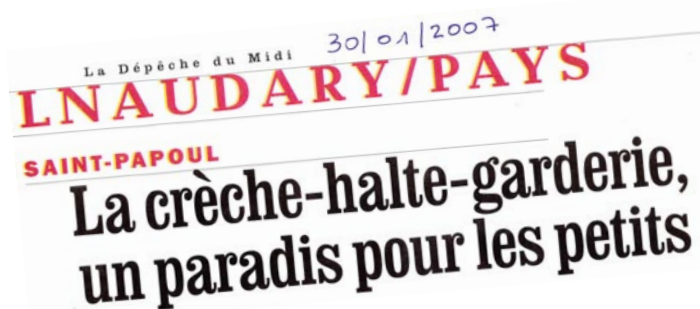 30/01/2007
La Dépêche du Midi
LNAUDARY/PAYS
SAINT-PAPOUL
La crèche-halte-garderie,
un paradis pour les petits